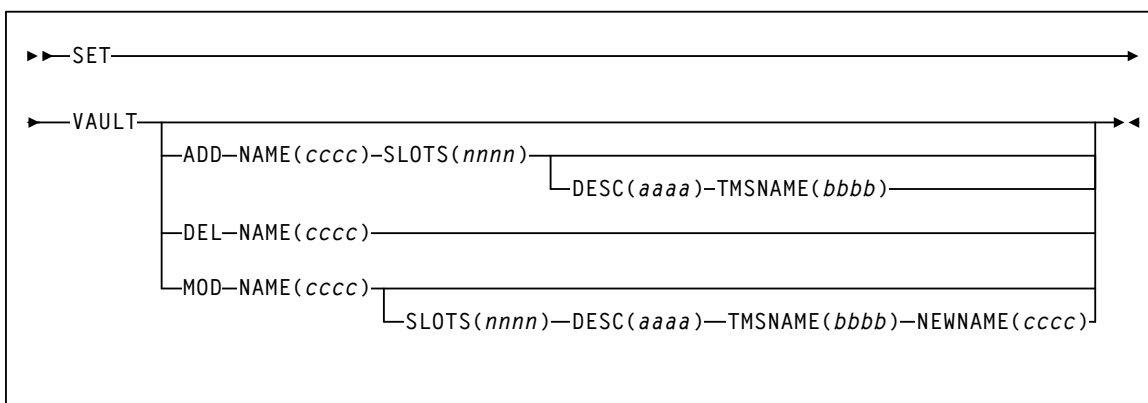 SET
VAULT
ADD NAME(cccc) SLOTS(nnnn)
DESC(aaaa) TMSNAME(bbbb)
DEL NAME(cccc)
MOD NAME(cccc)
SLOTS(nnnn) DESC(aaaa) TMSNAME(bbbb) NEWNAME(cccc)